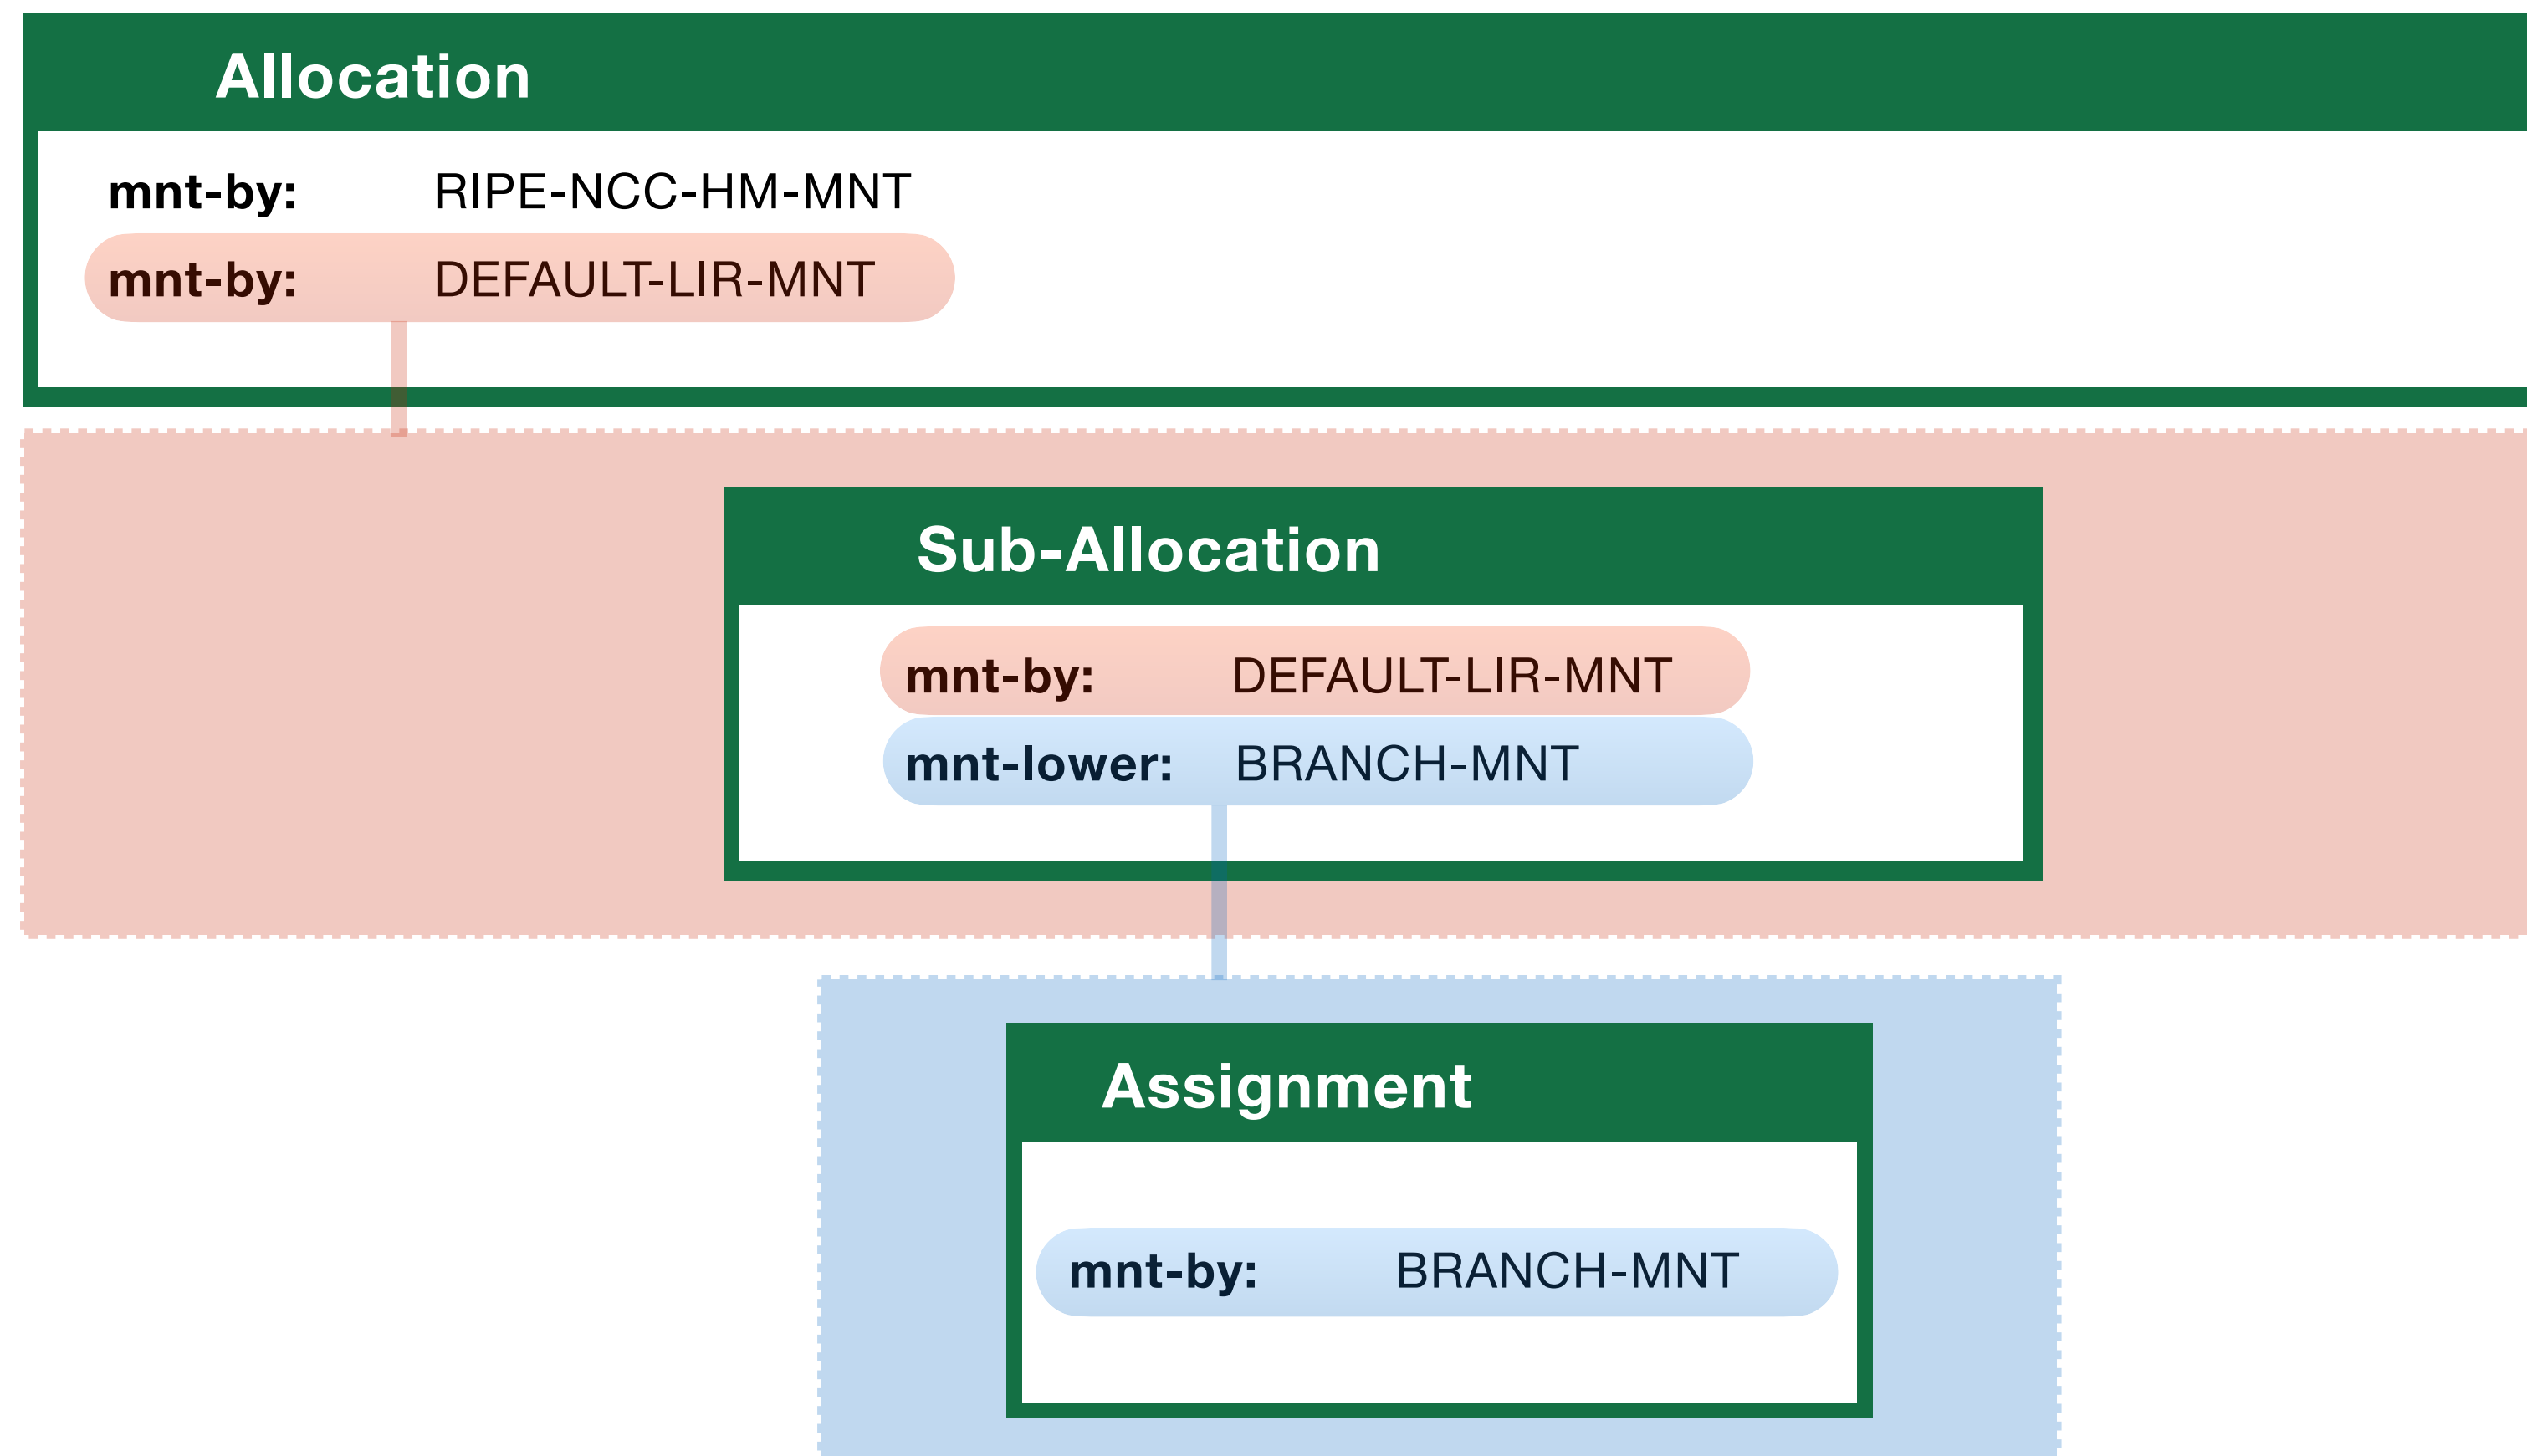 Allocation
mnt-by: RIPE-NCC-HM-MNT
mnt-by: DEFAULT-LIR-MNT
Sub-Allocation
mnt-by: DEFAULT-LIR-MNT
mnt-lower: BRANCH-MNT
Assignment
mnt-by: BRANCH-MNT